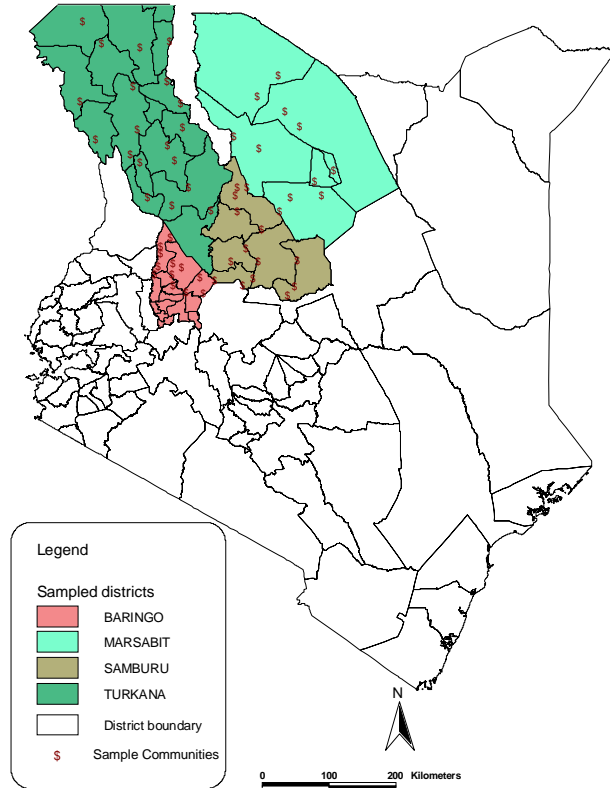 Legend
Sampled districts
BARINGO
MARSABIT
SAMBURU
TURKANA
District boundary
$ Sample Communities
N
0 100 200 Kilometers